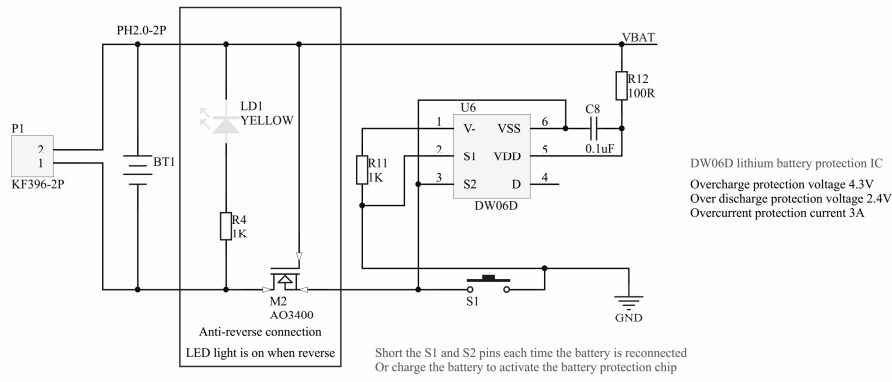 PH2.0-2P
VBAT
R12
100R
LD1
YELLOW
U6
C8
P1
1
V-
VSS
6
2
1
0.1uF
2
S1
VDD
5
BT1
R11
1K
DW06D lithium battery protection IC
KF396-2P
3
S2
D
4
Overcharge protection voltage 4.3V
Over discharge protection voltage 2.4V
DW06D
Overcurrent protection current 3A
R4
1K
M2
S1
AO3400
GND
Anti-reverse connection
LED light is on when reverse
Short the S1 and S2 pins each time the battery is reconnected
Or charge the battery to activate the battery protection chip